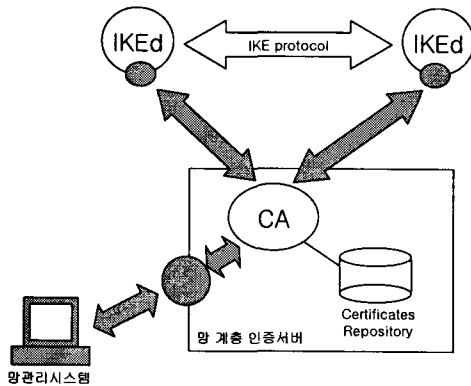 IKEd
IKE protocol
IKEd
CA
Certificates
Repository
망 계층 인증서버
망관리시스템